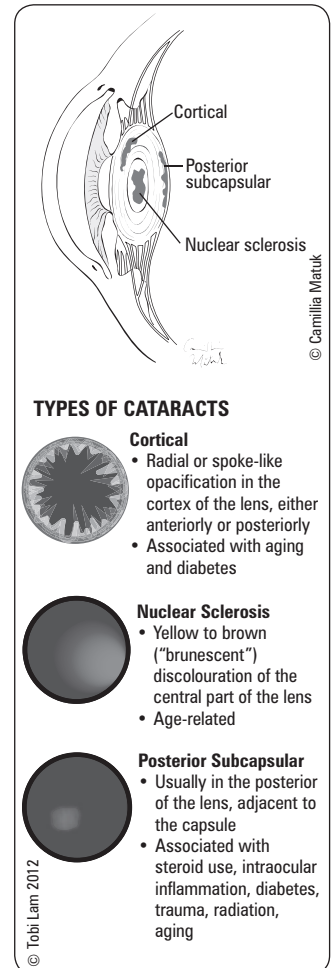 Cortical
Posterior
subcapsular
Nuclear sclerosis
© Camillia Matuk
TYPES OF CATARACTS
Cortical
• Radial or spoke-like
opacification in the
cortex of the lens, either
anteriorly or posteriorly
• Associated with aging
and diabetes
Nuclear Sclerosis
• Yellow to brown
(“brunescent”)
discolouration of the
central part of the lens
• Age-related
Posterior Subcapsular
• Usually in the posterior
of the lens, adjacent to
the capsule
• Associated with
steroid use, intraocular
inflammation, diabetes,
trauma, radiation,
aging
© Tobi Lam 2012